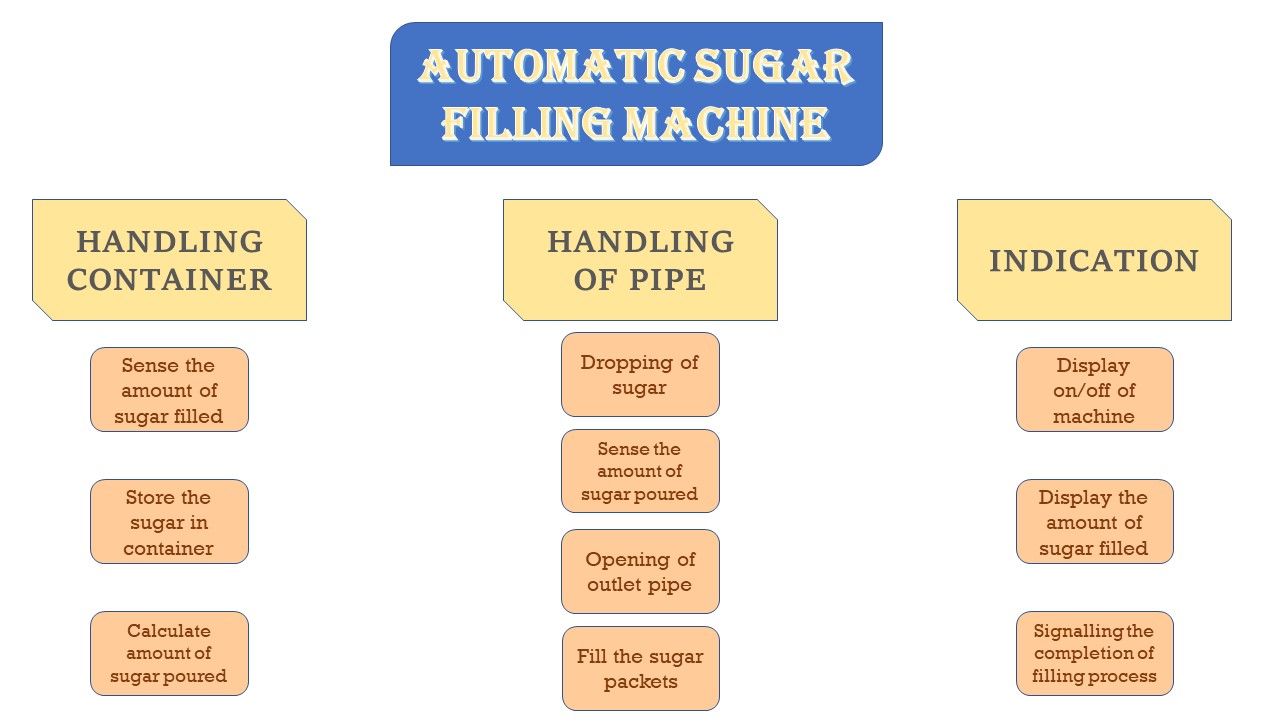 AUTOMATIC SUGAR
FILLING MACHINE
HANDLING
CONTAINER
Sense the
amount of
sugar filled
Store the
sugar in
container
Calculate
amount of
sugar poured
HANDLING
OF PIPE
Dropping of
sugar
Sense the
amount of
sugar poured
Opening of
outlet pipe
Fill the sugar
packets
INDICATION
Display
on/off of
machine
Display the
amount of
sugar filled
Signalling the
completion of
filling process